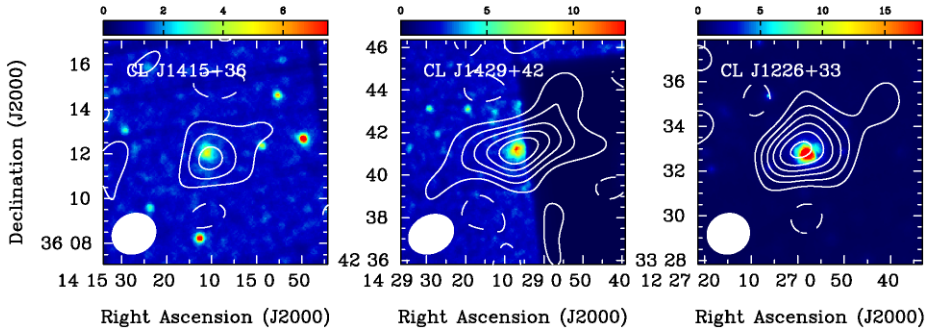 0 2 4 6
0 5 10
0 5 10 15
CL J1415+36
CL J1429+42
CL J1226+33
Declination (J2000)
16
14
12
10
36 08
46
44
42
40
38
42 36
36
34
32
30
33 28
14 15 30 20 10 15 0 50
14 29 30 20 10 29 0 50 40
12 27 20 10 27 0 50 40
Right Ascension (J2000)
Right Ascension (J2000)
Right Ascension (J2000)